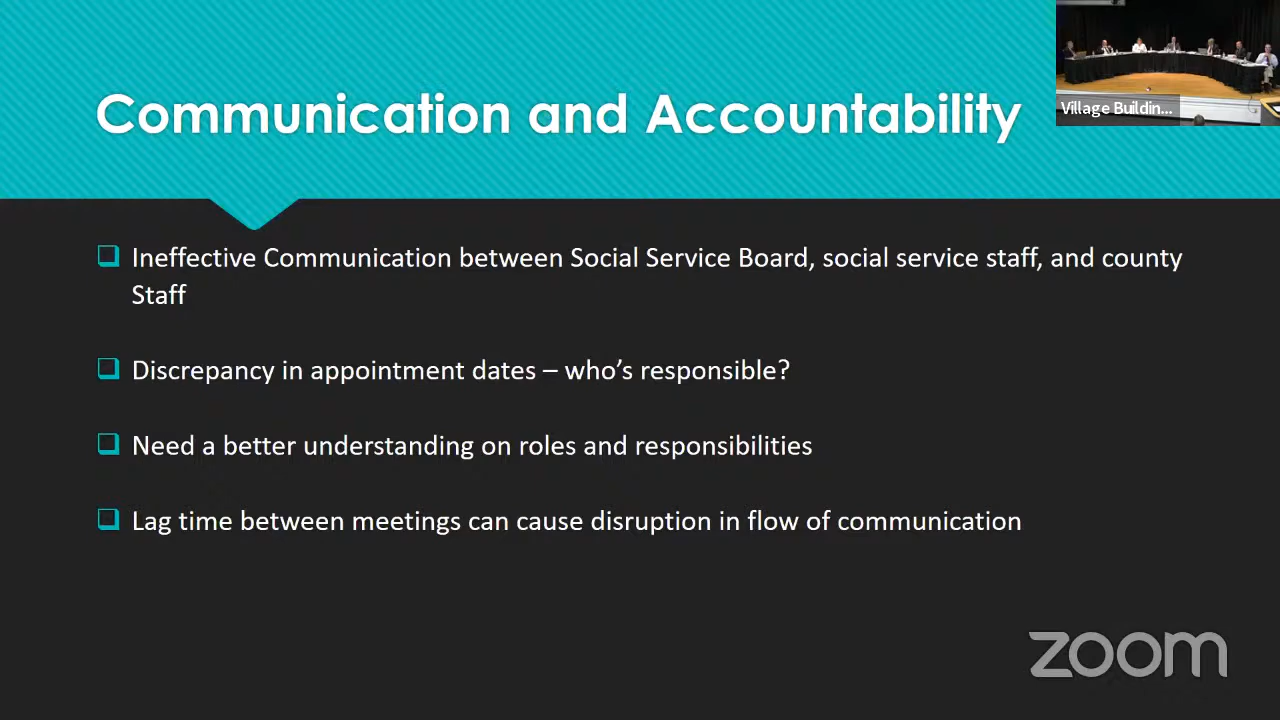 Communication and Accountability
Village Buildin...
Ineffective Communication between Social Service Board, social service staff, and county
Staff
Discrepancy in appointment dates – who’s responsible?
Need a better understanding on roles and responsibilities
Lag time between meetings can cause disruption in flow of communication
zoom